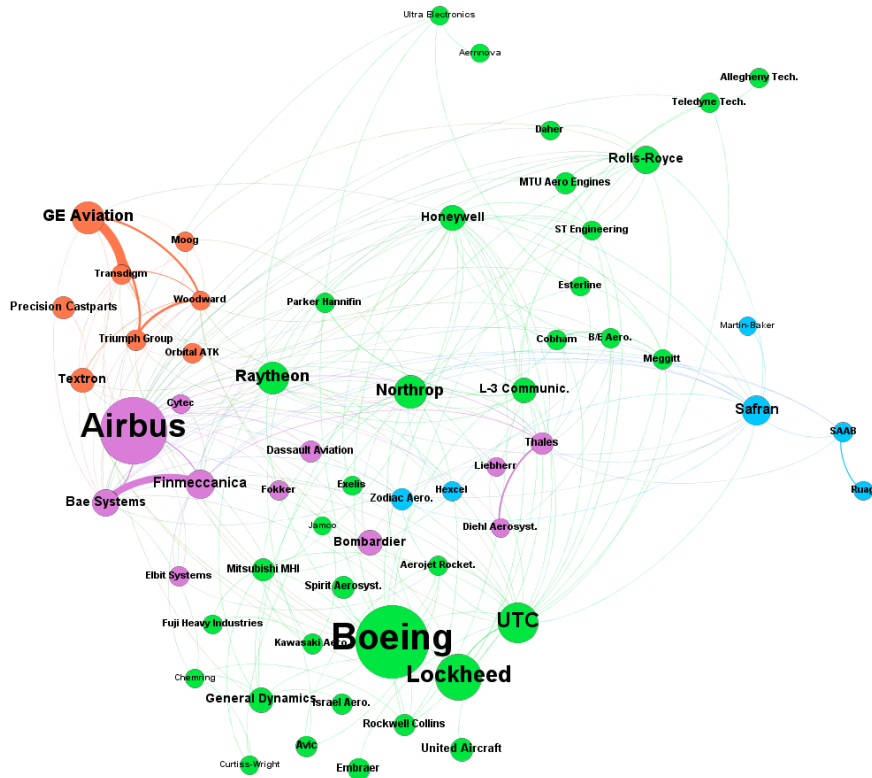 Ultra Electronics
Aernnova
Allegheny Tech.
Teledyne Tech.
Daher
Rolls-Royce
MTU Aero Engines
GE Aviation
Honeywell
ST Engineering
Moog
Transdigm
Esterline
Woodward
Parker Hannifin
Precision Castparts
Martin-Baker
Triumph Group
Cobham
B/E Aero.
Orbital ATK
Meggitt
Raytheon
Textron
Northrop
L-3 Communic.
Cytec
Safran
Airbus
SAAB
Thales
Dassault Aviation
Liebherr
Finmeccanica
Exelis
Fokker
Hexcel
Ruag
Zodiac Aero.
Bae Systems
Jamco
Diehl Aerosyst.
Bombardier
Aerojet Rocket.
Mitsubishi MHI
Elbit Systems
Spirit Aerosyst.
UTC
Fuji Heavy Industries
Boeing
Kawasaki Aero.
Lockheed
Chemring
General Dynamics
Israel Aero.
Rockwell Collins
Avic
United Aircraft
Curtiss-Wright
Embraer